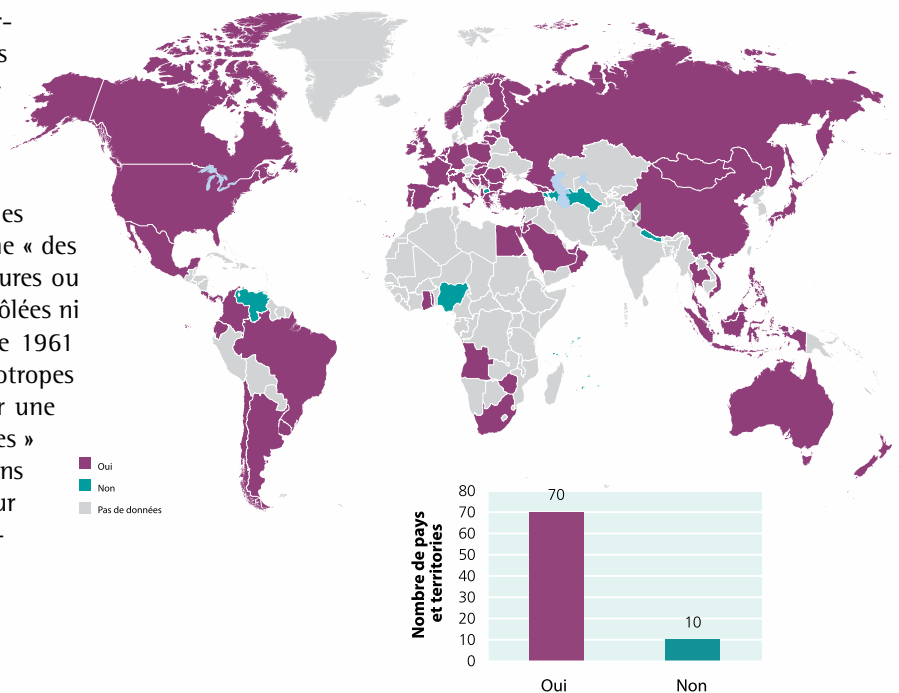 r-
s
es
ne « des
ures ou
ôlées ni
e 1961
otropes
r une
es »
ns
ur
-
Oui
Non
Pas de données
Nombre de pays
et territories
80
70
60
50
40
30
20
10
0
70
10
Oui
Non